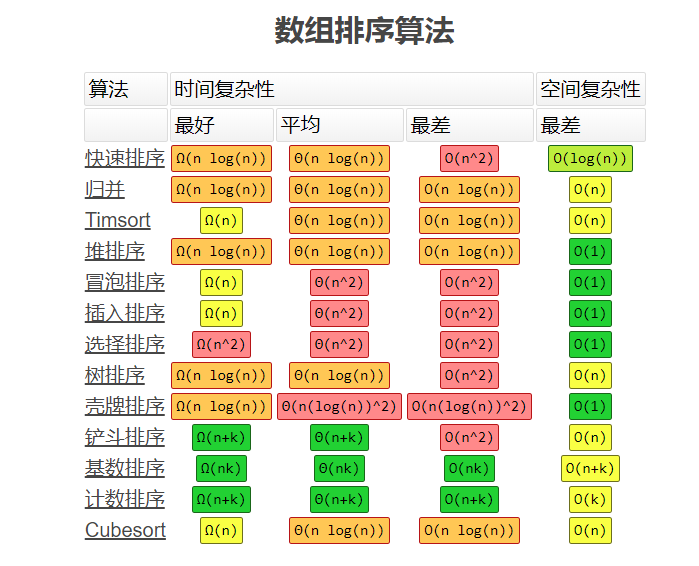 数组排序算法
算法 时间复杂性 空间复杂性
最好 平均 最差 最差
快速排序 Ω(n log(n)) Θ(n log(n)) O(n^2) O(log(n))
归并 Ω(n log(n)) Θ(n log(n)) O(n log(n)) O(n)
Timsort Ω(n) Θ(n log(n)) O(n log(n)) O(n)
堆排序 Ω(n log(n)) Θ(n log(n)) O(n log(n)) O(1)
冒泡排序 Ω(n) Θ(n^2) O(n^2) O(1)
插入排序 Ω(n) Θ(n^2) O(n^2) O(1)
选择排序 Ω(n^2) Θ(n^2) O(n^2) O(1)
树排序 Ω(n log(n)) Θ(n log(n)) O(n^2) O(n)
壳牌排序 Ω(n log(n)) Θ(n(log(n))^2) O(n(log(n))^2) O(1)
铲斗排序 Ω(n+k) Θ(n+k) O(n^2) O(n)
基数排序 Ω(nk) Θ(nk) O(nk) O(n+k)
计数排序 Ω(n+k) Θ(n+k) O(n+k) O(k)
Cubesort Ω(n) Θ(n log(n)) O(n log(n)) O(n)